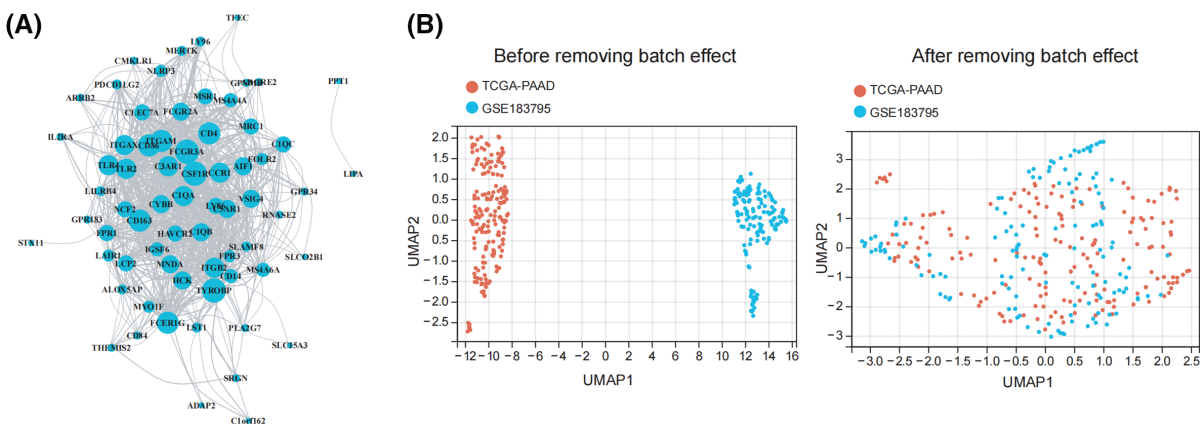 (A)
TFEC
LY96
MERTK
CMKLR1
NLRP3
PPT1
PDCD1LG2
ARRB2
MSR1
MS4A4A
CLEC7A
FCGR2A
IL2RA
CD4
MRC1
ITGAX
CD86
ITGAM
FCGR3A
C1QC
FOLR2
TLR4
TLR2
C3AR1
CSF1R
CCR1
AIF1
LIPA
LILRB4
C1QA
VSIG4
GPR34
NCF2
CYBB
C5AR1
GPR183
CD163
RNASE2
FPR1
HAVCR2
C1QB
STX11
IGSF6
SLAMF8
LAIR1
FPR3
SLCO2B1
LCP2
MNDA
ITGB2
MS4A6A
HCK
CD14
ALOX5AP
TYROBP
MYO1F
FCER1G
LST1
PLA2G7
CD84
THEMIS2
SLC15A3
SRGN
ADAP2
C1orf162
(B)
Before removing batch effect
TCGA-PAAD
GSE183795
UMAP2
2.0
1.5
1.0
0.5
0.0
−0.5
−1.0
−1.5
−2.0
−2.5
−12 −10 −8 −6 −4 −2 0 2 4 6 8 10 12 14 16
UMAP1
After removing batch effect
TCGA-PAAD
GSE183795
UMAP2
3
2
1
0
−1
−2
−3
−3.0 −2.5 −2.0 −1.5 −1.0 −0.5 0.0 0.5 1.0 1.5 2.0 2.5
UMAP1